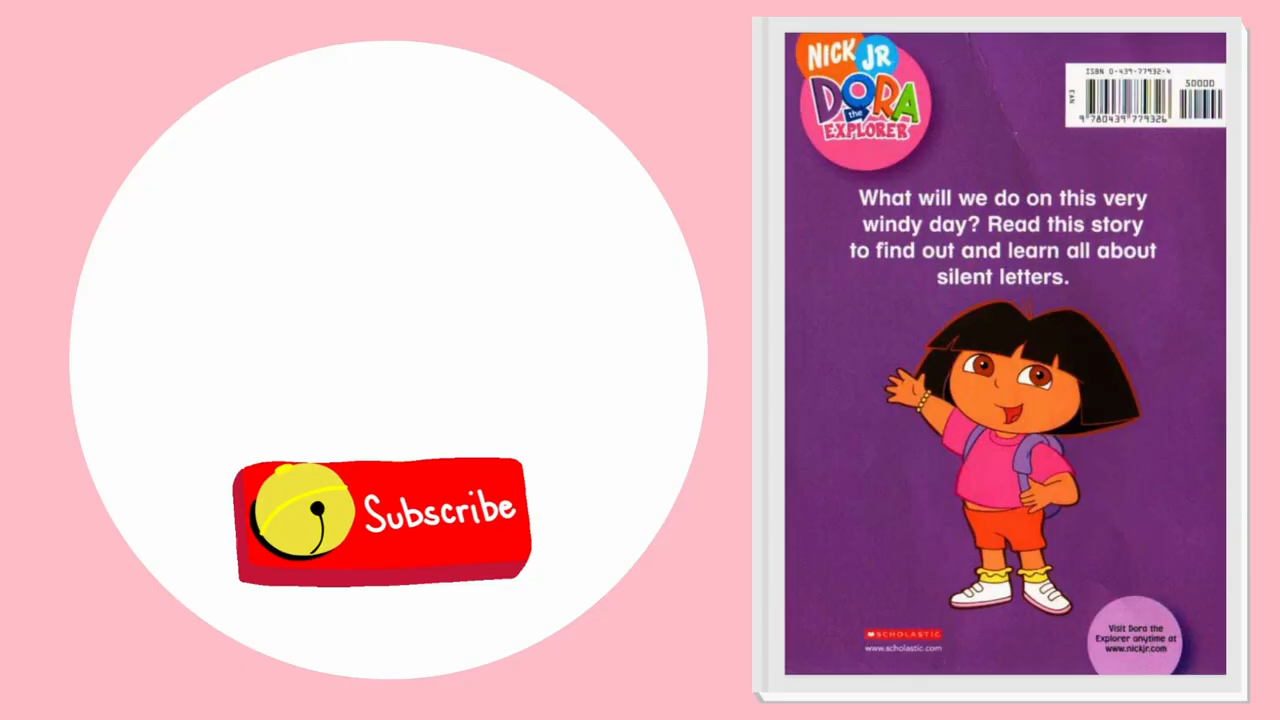 Subscribe
NICK JR
DORA
the
EXPLORER
ISBN 0-439-77932-4
50000
EAN
9 780439 779326
What will we do on this very
windy day? Read this story
to find out and learn all about
silent letters.
SCHOLASTIC
www.scholastic.com
Visit Dora the
Explorer anytime at
www.nickjr.com